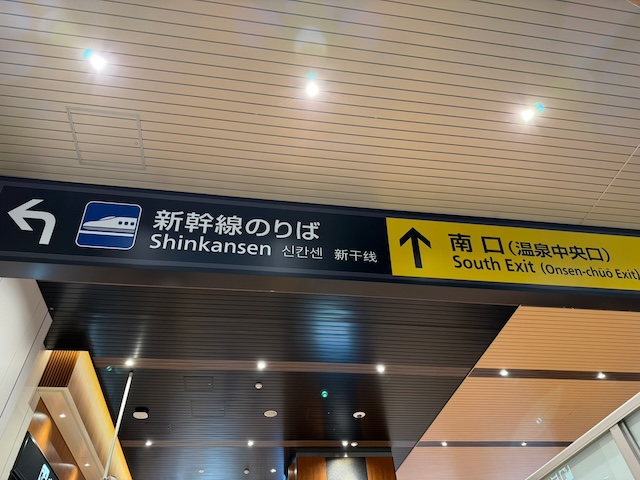 新幹線のりば
Shinkansen 신칸센 新干线
南口(温泉中央口)
South Exit (Onsen-chūō Exit)